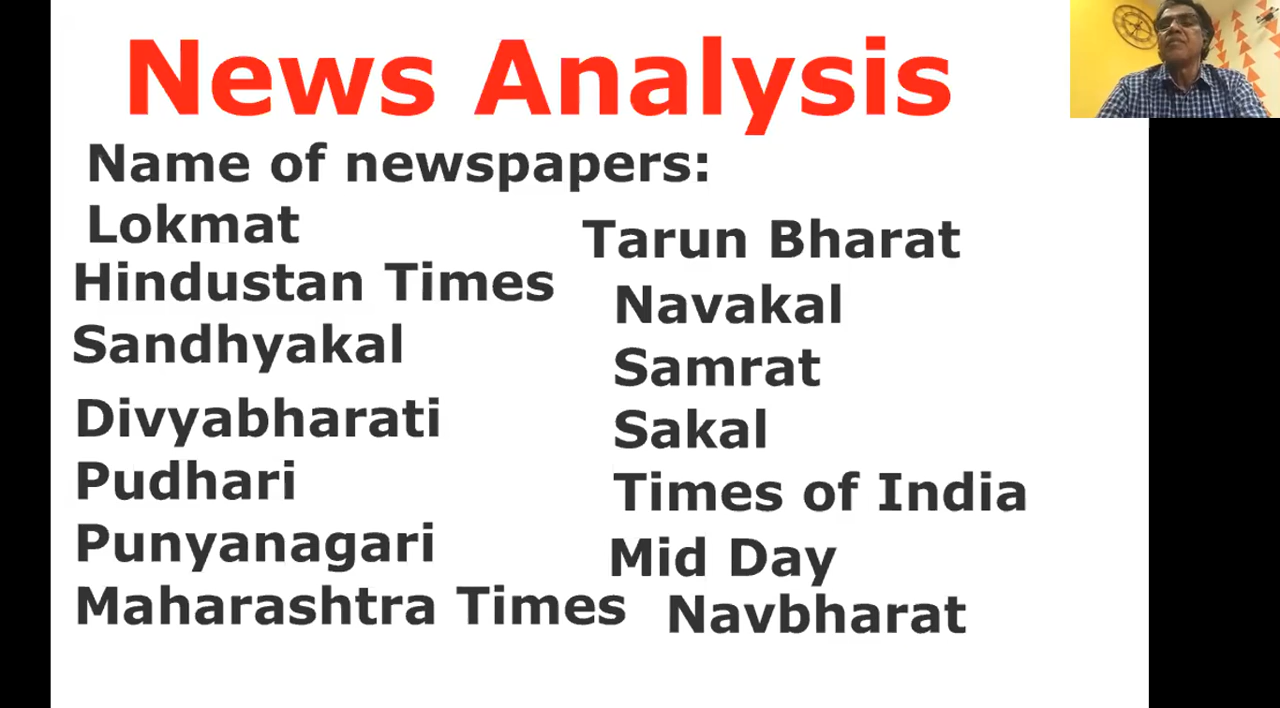 News Analysis
Name of newspapers:
Lokmat
Hindustan Times
Sandhyakal
Divyabharati
Pudhari
Punyanagari
Maharashtra Times
Tarun Bharat
Navakal
Samrat
Sakal
Times of India
Mid Day
Navbharat